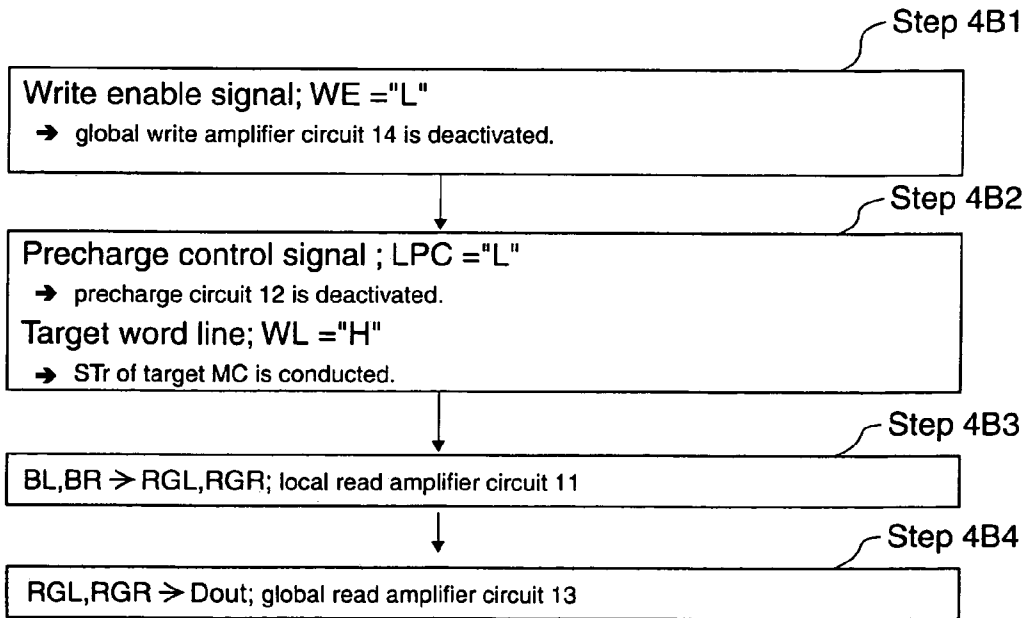 Step 4B1
Write enable signal; WE ="L"
➔ global write amplifier circuit 14 is deactivated.
Step 4B2
Precharge control signal ; LPC ="L"
➔ precharge circuit 12 is deactivated.
Target word line; WL ="H"
➔ STr of target MC is conducted.
Step 4B3
BL,BR → RGL,RGR; local read amplifier circuit 11
Step 4B4
RGL,RGR → Dout; global read amplifier circuit 13